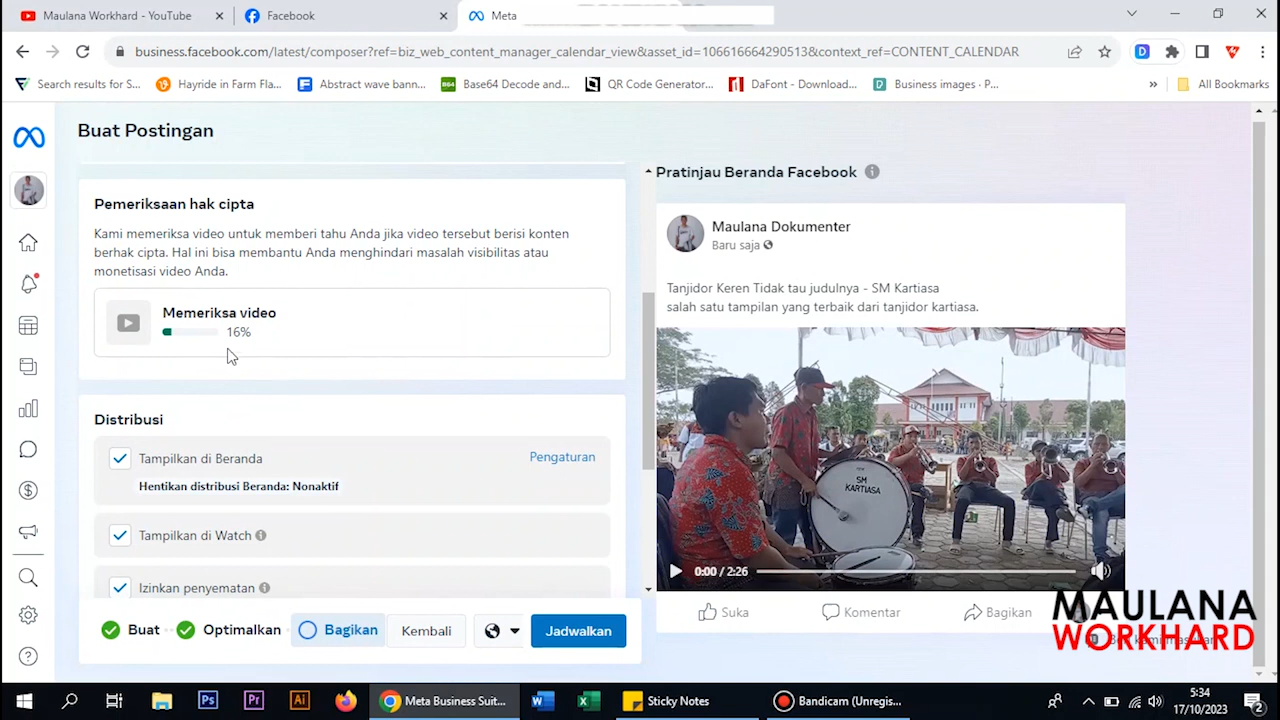 Maulana Workhard - YouTube
Facebook
Meta
business.facebook.com/latest/composer?ref=biz_web_content_manager_calendar_view&asset_id=106616664290513&context_ref=CONTENT_CALENDAR
Search results for S...
Hayride in Farm Fla...
Abstract wave bann...
Base64 Decode and...
QR Code Generator...
DaFont - Download...
Business images • P...
All Bookmarks
Buat Postingan
Pemeriksaan hak cipta
Kami memeriksa video untuk memberi tahu Anda jika video tersebut berisi konten
berhak cipta. Hal ini bisa membantu Anda menghindari masalah visibilitas atau
monetisasi video Anda.
Memeriksa video
16%
Distribusi
Tampilkan di Beranda
Pengaturan
Hentikan distribusi Beranda: Nonaktif
Tampilkan di Watch
Izinkan penyematan
Buat
Optimalkan
Bagikan
Kembali
Jadwalkan
Pratinjau Beranda Facebook
Maulana Dokumenter
Baru saja
Tanjidor Keren Tidak tau judulnya - SM Kartiasa
salah satu tampilan yang terbaik dari tanjidor kartiasa.
SM
KARTIASA
0:00 / 2:26
Suka
Komentar
Bagikan
MAULANA
WORKHARD
Meta Business Suit...
Sticky Notes
Bandicam (Unregis...
5:34
17/10/2023
2